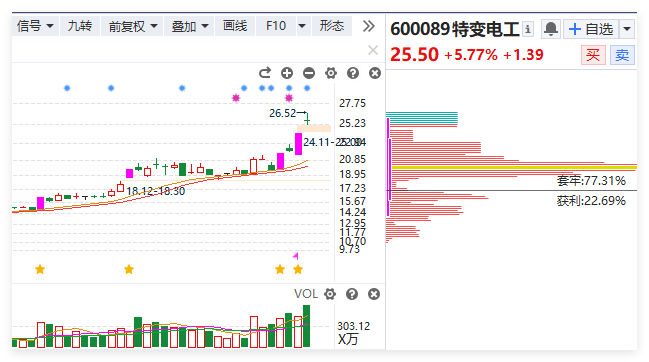 信号 九转 前复权 叠加 画线 F10 形态
600089特变电工 自选
25.50 +5.77% +1.39 买 卖
26.52
27.75
25.23
24.11-25.09
20.85
18.95
17.23
18.12-18.30
15.67
14.24
12.95
11.77
10.70
9.73
套牢:77.31%
获利:22.69%
VOL
303.12
X万